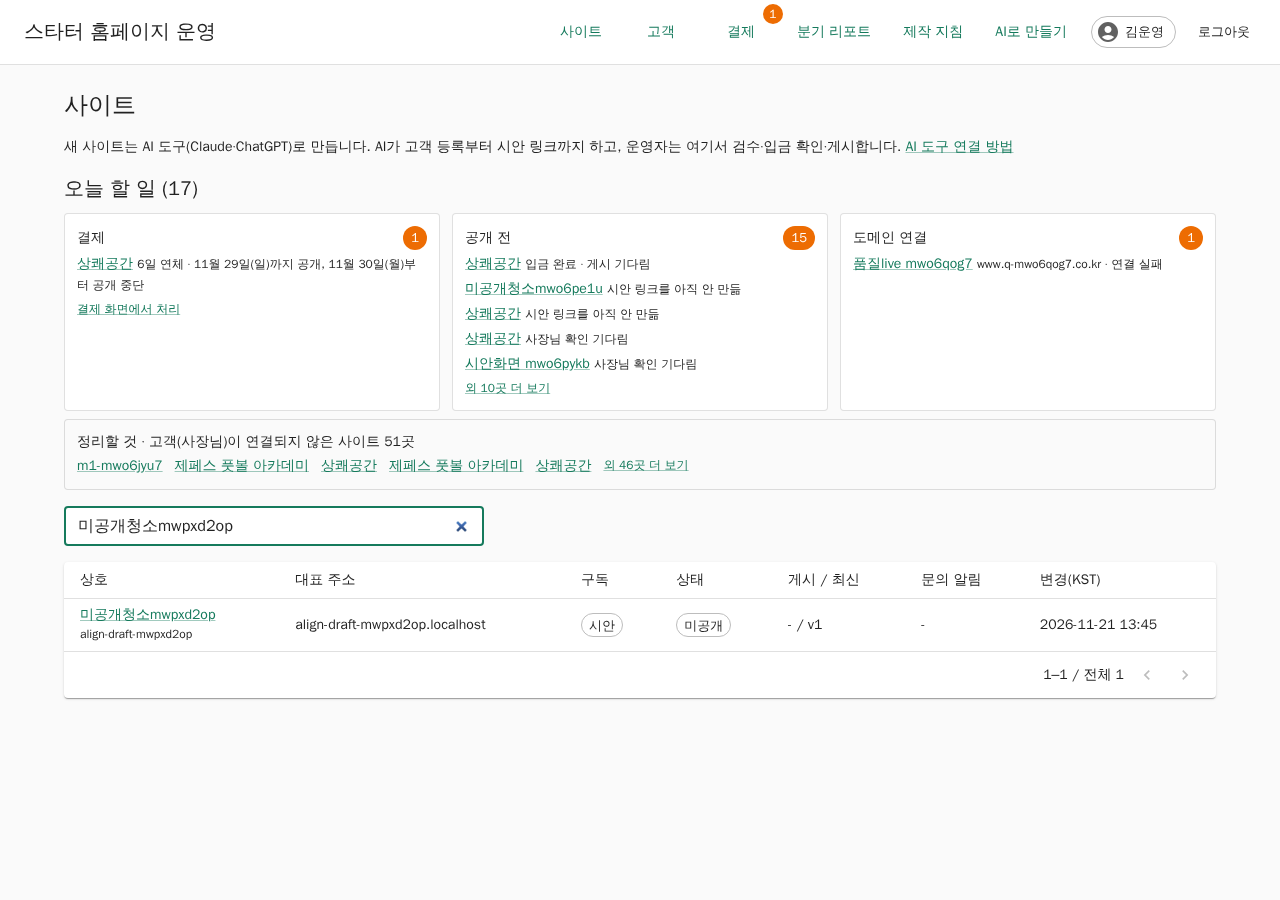 스타터 홈페이지 운영
사이트 고객 결제 1 분기 리포트 제작 지침 AI로 만들기 김운영 로그아웃
사이트
새 사이트는 AI 도구(Claude·ChatGPT)로 만듭니다. AI가 고객 등록부터 시안 링크까지 하고, 운영자는 여기서 검수·입금 확인·게시합니다. AI 도구 연결 방법
오늘 할 일 (17)
결제 1
상쾌공간 6일 연체 · 11월 29일(일)까지 공개, 11월 30일(월)부
터 공개 중단
결제 화면에서 처리
공개 전 15
상쾌공간 입금 완료 · 게시 기다림
미공개청소mwo6pe1u 시안 링크를 아직 안 만듦
상쾌공간 시안 링크를 아직 안 만듦
상쾌공간 사장님 확인 기다림
시안화면 mwo6pykb 사장님 확인 기다림
외 10곳 더 보기
도메인 연결 1
품질live mwo6qog7 www.q-mwo6qog7.co.kr · 연결 실패
정리할 것 · 고객(사장님)이 연결되지 않은 사이트 51곳
m1-mwo6jyu7 제페스 풋볼 아카데미 상쾌공간 제페스 풋볼 아카데미 상쾌공간 외 46곳 더 보기
미공개청소mwpxd2op
상호 대표 주소 구독 상태 게시 / 최신 문의 알림 변경(KST)
미공개청소mwpxd2op
align-draft-mwpxd2op
align-draft-mwpxd2op.localhost 시안 미공개 - / v1 - 2026-11-21 13:45
1–1 / 전체 1